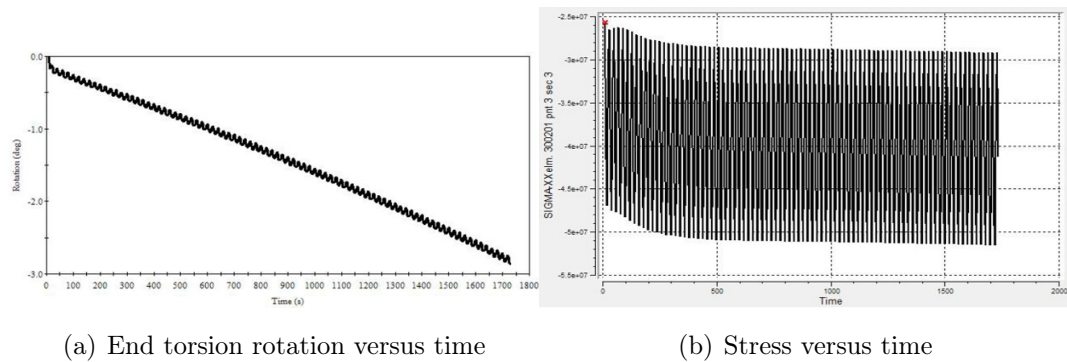 0.0
-1.0
-2.0
-3.0
Rotation (deg)
0 100 200 300 400 500 600 700 800 900 1000 1100 1200 1300 1400 1500 1600 1700 1800
Time (s)
-2.5e+07
-3e+07
-3.5e+07
-4e+07
-4.5e+07
-5e+07
-5.5e+07
SIGMA-XX elm. 300201 pnt 3 sec 3
0 500 1000 1500 2000
Time
(a) End torsion rotation versus time
(b) Stress versus time